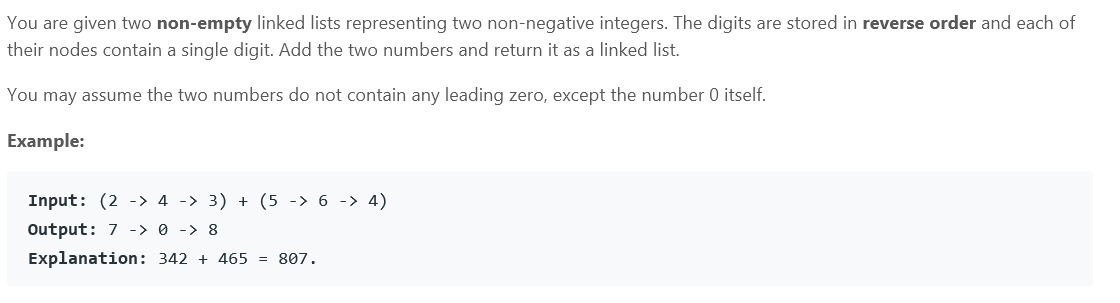 You are given two non-empty linked lists representing two non-negative integers. The digits are stored in reverse order and each of
their nodes contain a single digit. Add the two numbers and return it as a linked list.
You may assume the two numbers do not contain any leading zero, except the number 0 itself.
Example:
Input: (2 -> 4 -> 3) + (5 -> 6 -> 4)
Output: 7 -> 0 -> 8
Explanation: 342 + 465 = 807.